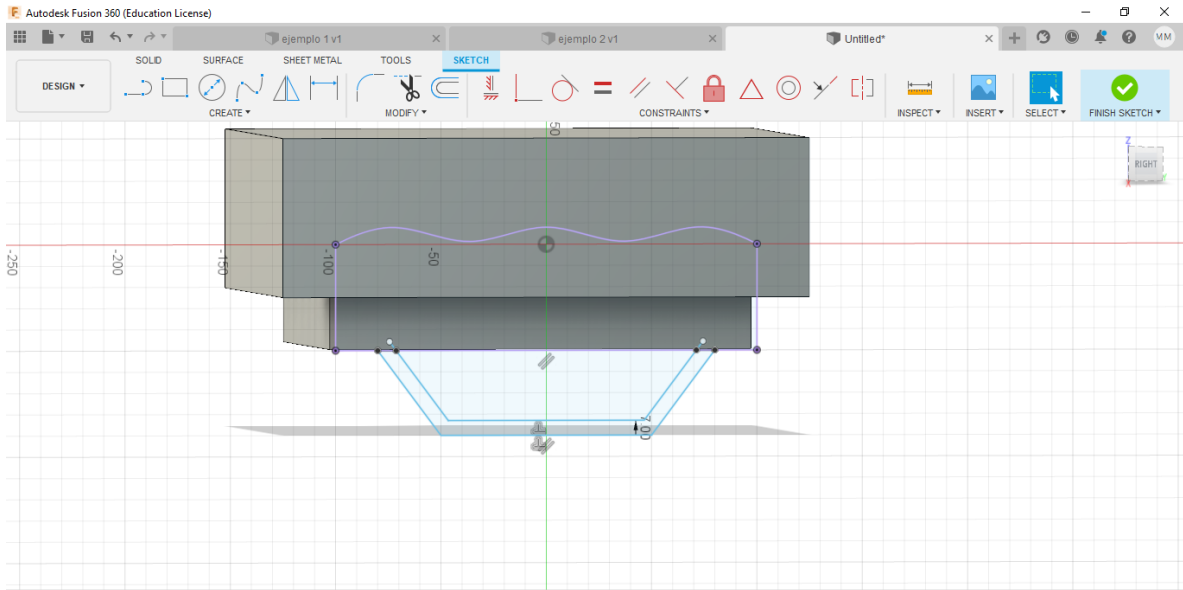 Autodesk Fusion 360 (Education License)
ejemplo 1 v1
ejemplo 2 v1
Untitled*
MM
SOLID
SURFACE
SHEET METAL
TOOLS
SKETCH
DESIGN
CREATE
MODIFY
CONSTRAINTS
INSPECT
INSERT
SELECT
FINISH SKETCH
50
Z
RIGHT
-250
-200
-150
-100
-50
7.00